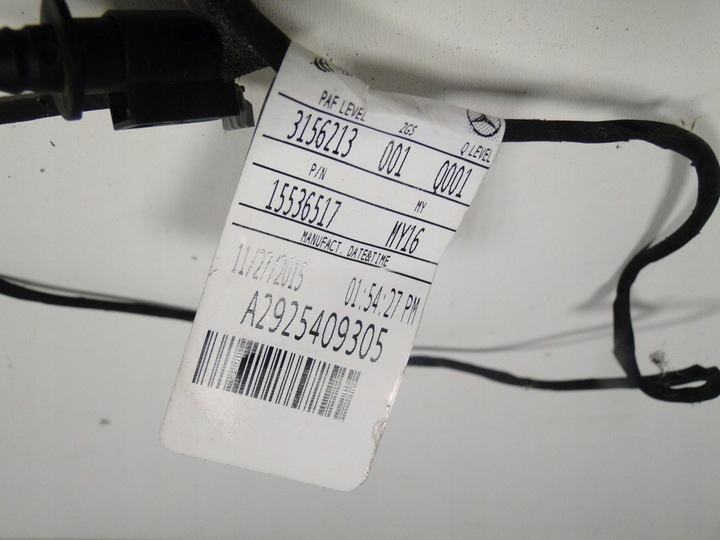 PAF LEVEL ZGS Q LEVEL
3156213 001 Q001
P/N MY
15536517 MY16
MANUFACT. DATE&TIME
11/27/2015 01:54:27 PM
A2925409305